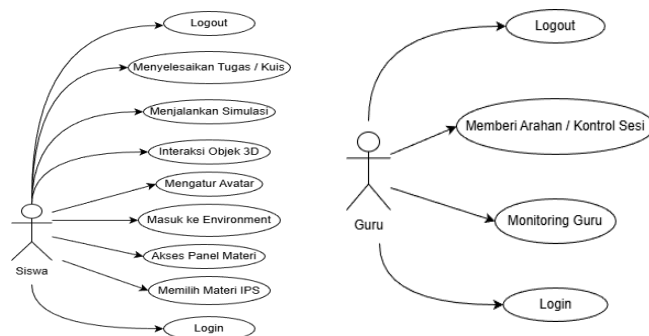 Logout
Menyelesaikan Tugas / Kuis
Menjalankan Simulasi
Interaksi Objek 3D
Mengatur Avatar
Masuk ke Environment
Akses Panel Materi
Memilih Materi IPS
Login
Siswa
Logout
Memberi Arahan / Kontrol Sesi
Monitoring Guru
Login
Guru